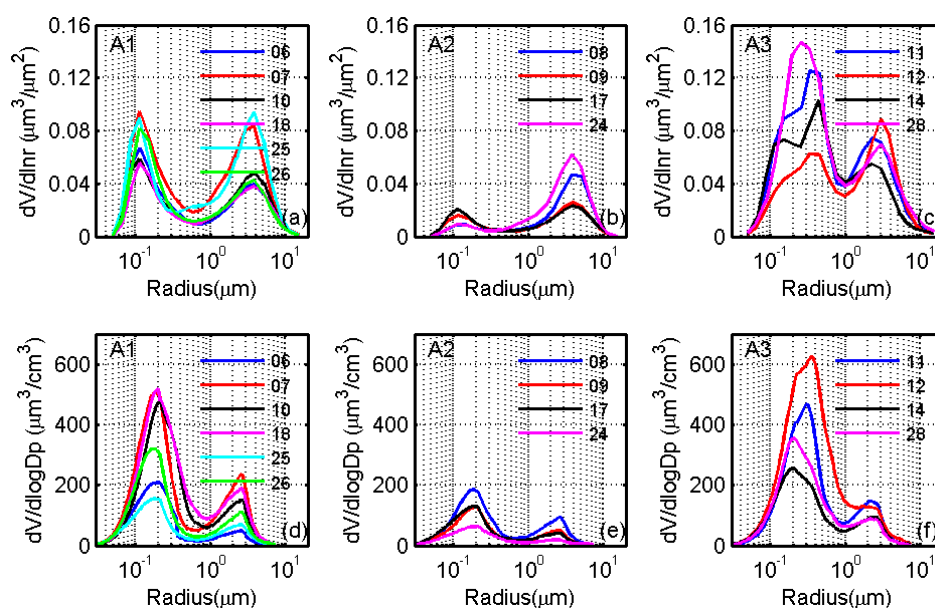 A1
06
07
10
18
25
26
(a)
0.16
0.12
0.08
0.04
0
10⁻¹ 10⁰ 10¹
Radius(μm)
dV/dlnr (μm³/μm²)
A2
08
09
17
24
(b)
0.16
0.12
0.08
0.04
0
10⁻¹ 10⁰ 10¹
Radius(μm)
dV/dlnr (μm³/μm²)
A3
11
12
14
28
(c)
0.16
0.12
0.08
0.04
0
10⁻¹ 10⁰ 10¹
Radius(μm)
dV/dlnr (μm³/μm²)
A1
06
07
10
18
25
26
(d)
600
400
200
0
10⁻¹ 10⁰ 10¹
Radius(μm)
dV/dlogDp (μm³/cm³)
A2
08
09
17
24
(e)
600
400
200
0
10⁻¹ 10⁰ 10¹
Radius(μm)
dV/dlogDp (μm³/cm³)
A3
11
12
14
28
(f)
600
400
200
0
10⁻¹ 10⁰ 10¹
Radius(μm)
dV/dlogDp (μm³/cm³)